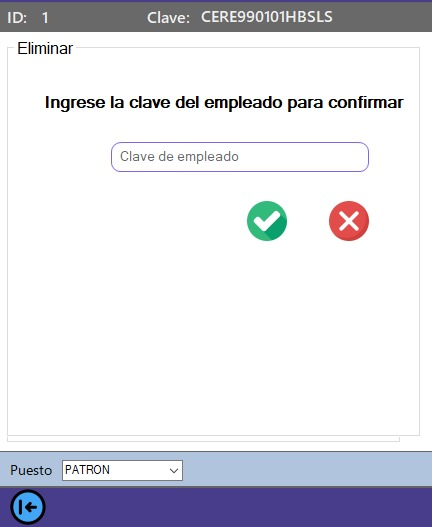 ID: 1 Clave: CERE990101HBSLS
Eliminar
Ingrese la clave del empleado para confirmar
Clave de empleado
Puesto PATRON